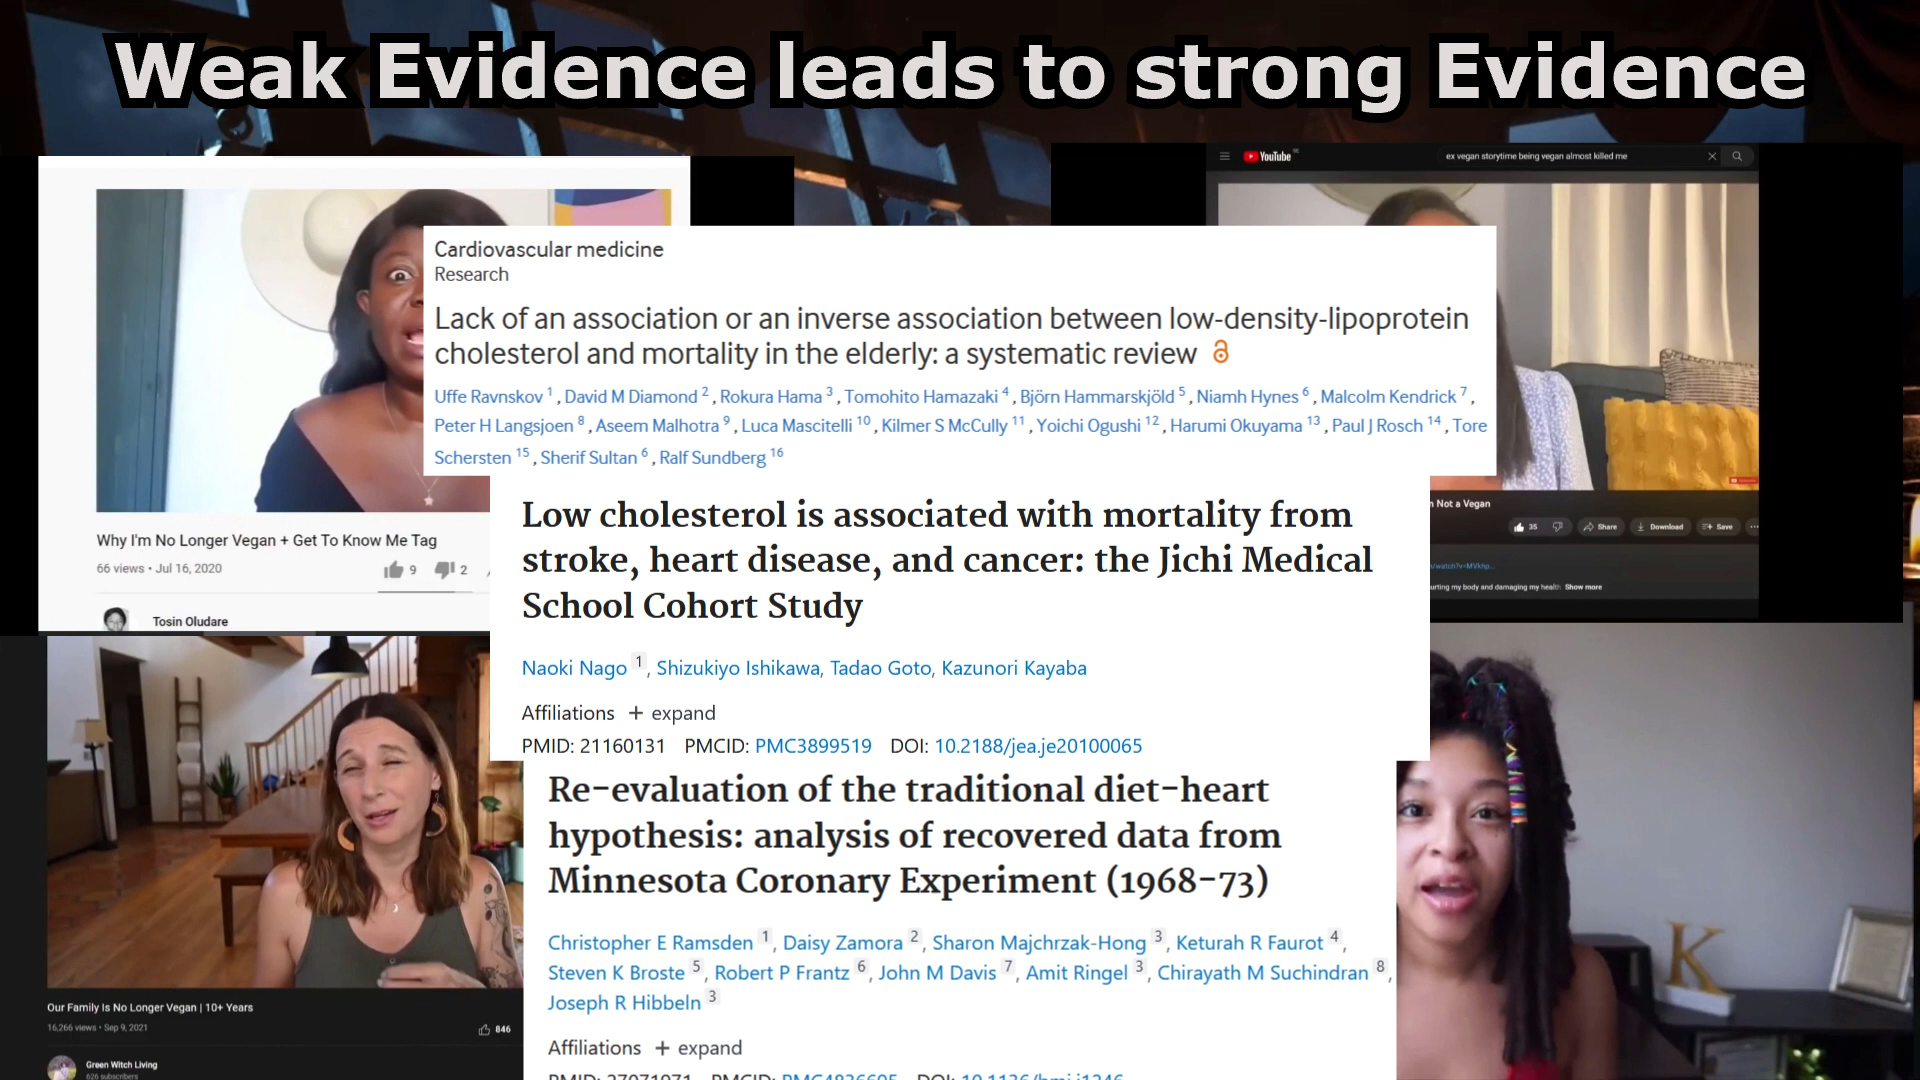 Weak Evidence leads to strong Evidence
YouTube
ex vegan storytime being vegan almost killed me
Cardiovascular medicine
Research
Lack of an association or an inverse association between low-density-lipoprotein
cholesterol and mortality in the elderly: a systematic review
Uffe Ravnskov 1, David M Diamond 2, Rokura Hama 3, Tomohito Hamazaki 4, Björn Hammarskjöld 5, Niamh Hynes 6, Malcolm Kendrick 7,
Peter H Langsjoen 8, Aseem Malhotra 9, Luca Mascitelli 10, Kilmer S McCully 11, Yoichi Ogushi 12, Harumi Okuyama 13, Paul J Rosch 14, Tore
Schersten 15, Sherif Sultan 6, Ralf Sundberg 16
Why I'm No Longer Vegan + Get To Know Me Tag
66 views • Jul 16, 2020
9 2
Tosin Oludare
Not a Vegan
35 Share Download Save
Show more
Low cholesterol is associated with mortality from
stroke, heart disease, and cancer: the Jichi Medical
School Cohort Study
Naoki Nago 1, Shizukiyo Ishikawa, Tadao Goto, Kazunori Kayaba
Affiliations + expand
PMID: 21160131 PMCID: PMC3899519 DOI: 10.2188/jea.je20100065
Re-evaluation of the traditional diet-heart
hypothesis: analysis of recovered data from
Minnesota Coronary Experiment (1968-73)
Christopher E Ramsden 1, Daisy Zamora 2, Sharon Majchrzak-Hong 3, Keturah R Faurot 4,
Steven K Broste 5, Robert P Frantz 6, John M Davis 7, Amit Ringel 3, Chirayath M Suchindran 8,
Joseph R Hibbeln 3
Affiliations + expand
Our Family Is No Longer Vegan | 10+ Years
16,266 views • Sep 9, 2021
846
Green Witch Living
626 subscribers
K